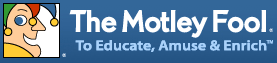 The Motley Fool.
To Educate, Amuse & Enrich™